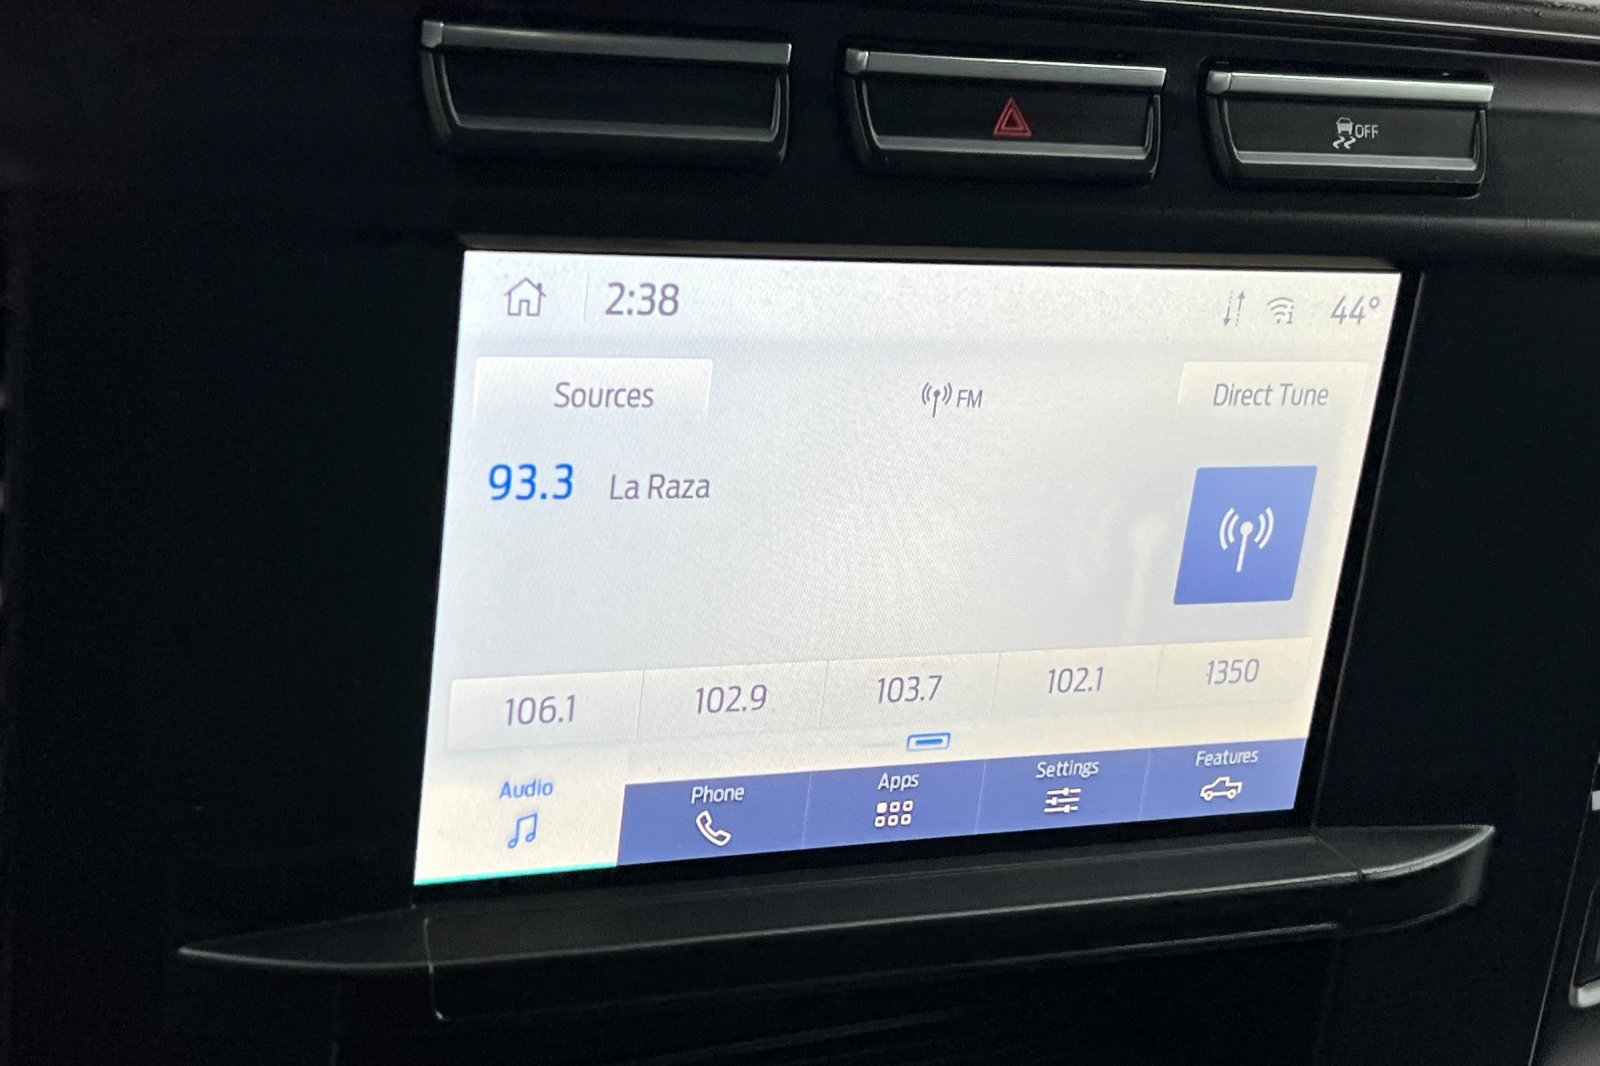 OFF
2:38
44°
Sources
FM
Direct Tune
93.3 La Raza
106.1 102.9 103.7 102.1 1350
Audio Phone Apps Settings Features